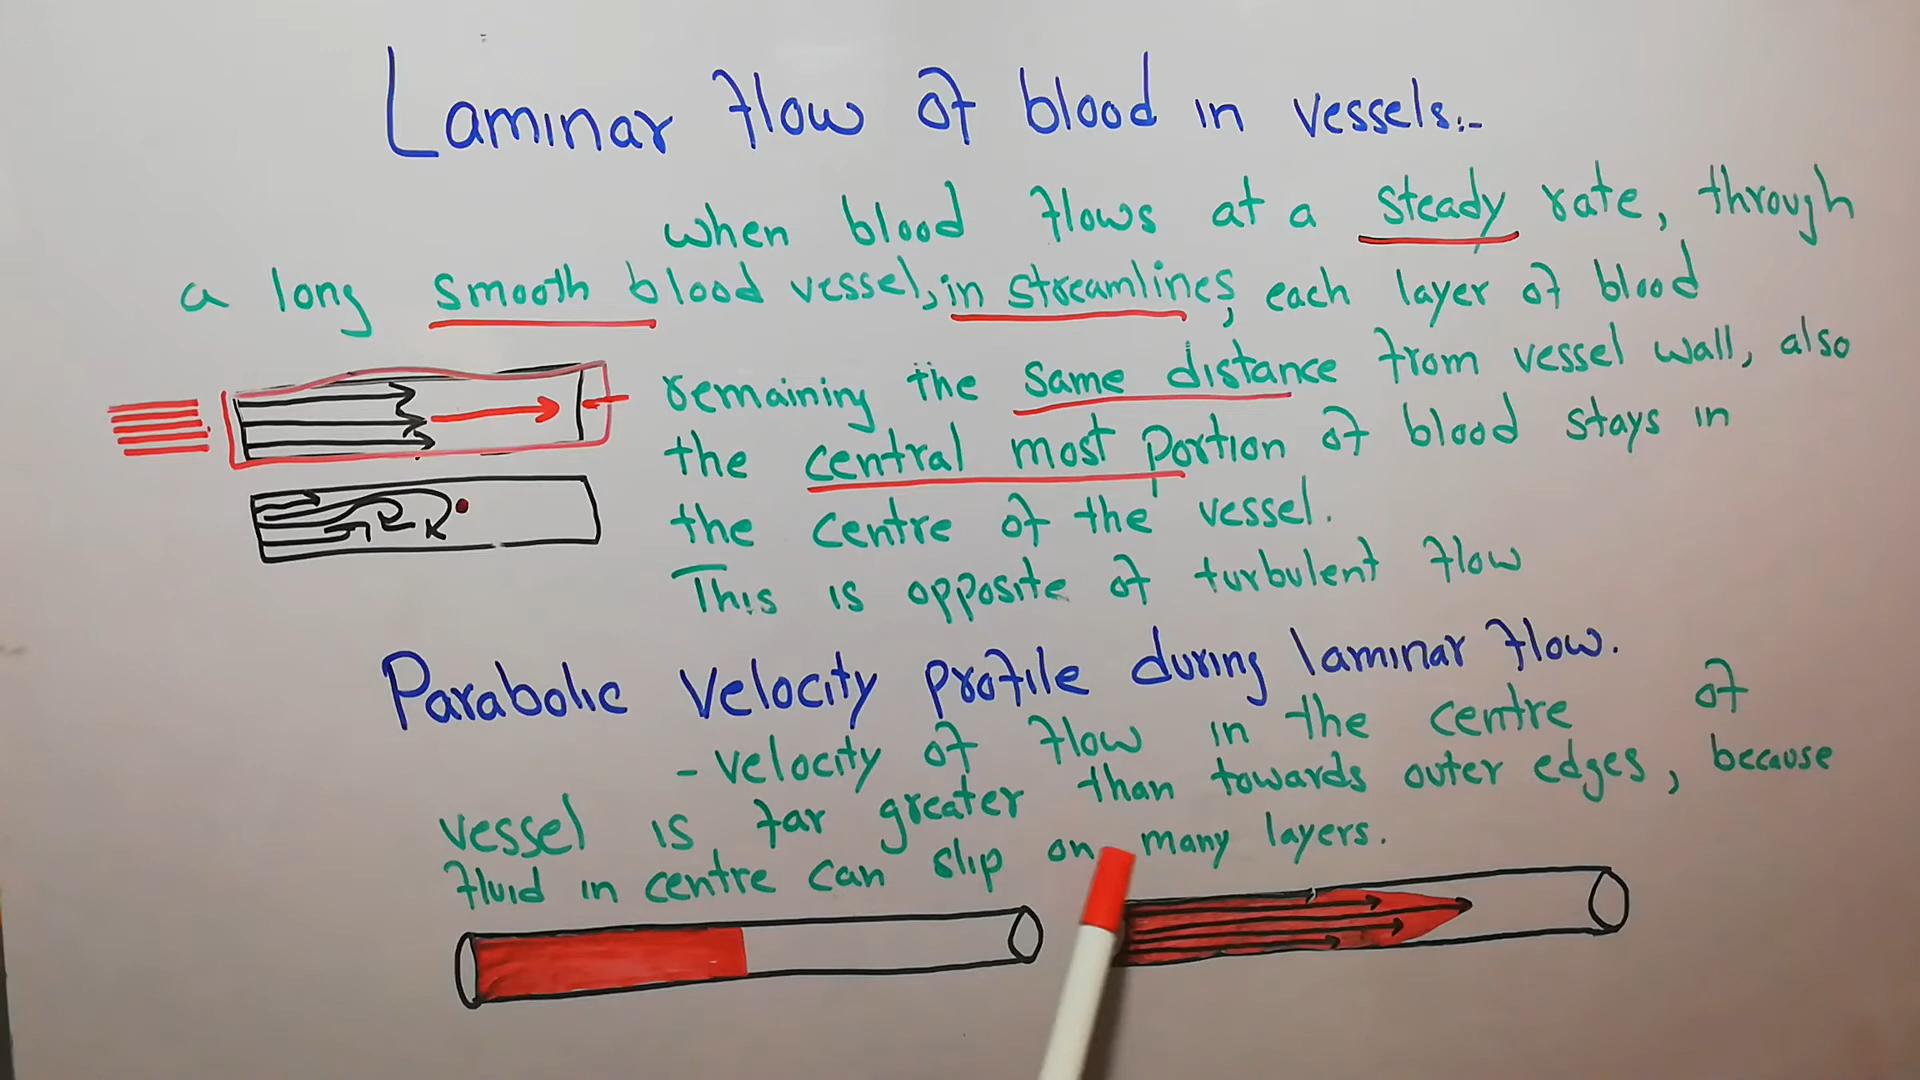 Laminar flow of blood in vessels:-
when blood flows at a steady rate, through
a long smooth blood vessel, in streamlines, each layer of blood
remaining the same distance from vessel wall, also
the central most portion of blood stays in
the centre of the vessel.
This is opposite of turbulent flow
Parabolic velocity profile during laminar flow.
- velocity of flow in the centre of
vessel is far greater than towards outer edges, because
fluid in centre can slip on many layers.